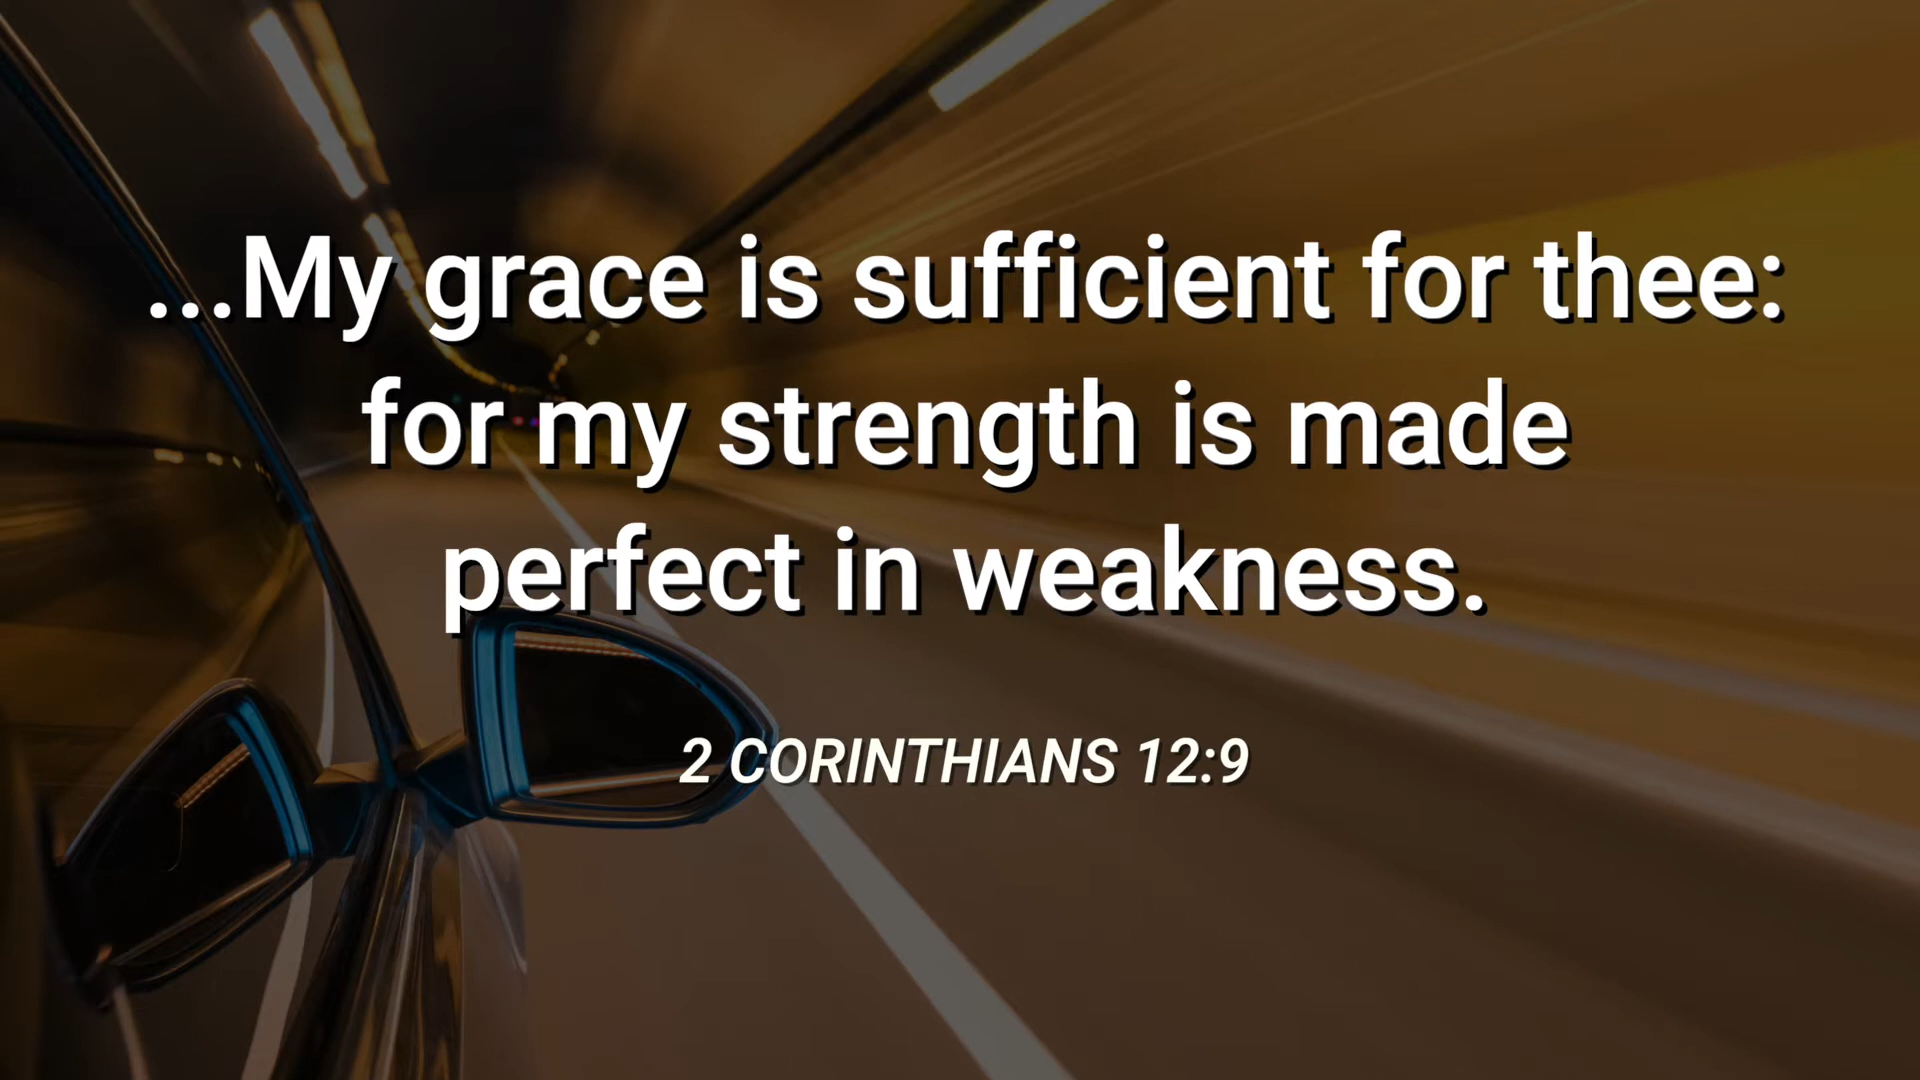 ...My grace is sufficient for thee:
for my strength is made
perfect in weakness.
2 CORINTHIANS 12:9